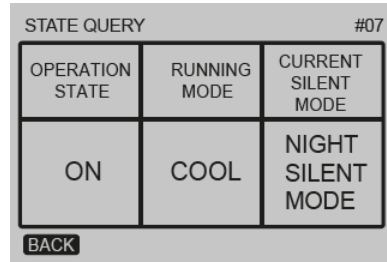 STATE QUERY #07
OPERATION
STATE
RUNNING
MODE
CURRENT
SILENT
MODE
ON
COOL
NIGHT
SILENT
MODE
BACK